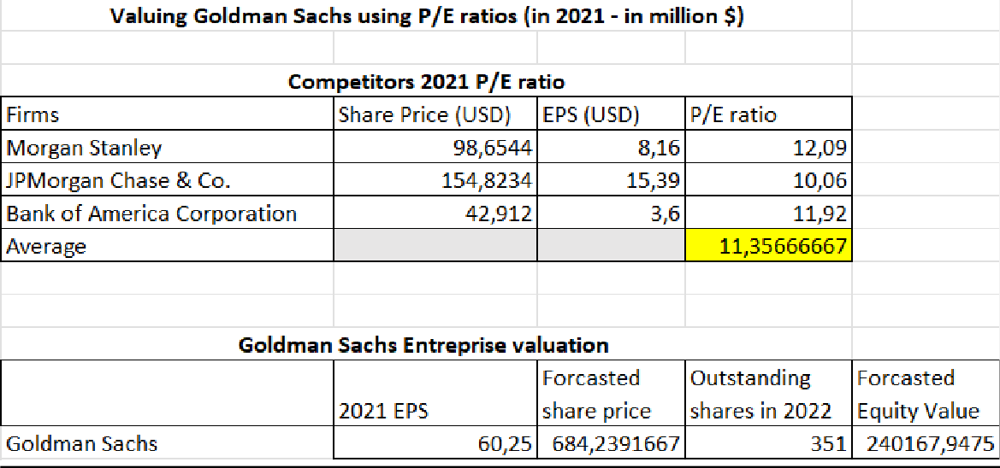 Valuing Goldman Sachs using P/E ratios (in 2021 - in million $)
Competitors 2021 P/E ratio
Firms Share Price (USD) EPS (USD) P/E ratio
Morgan Stanley 98,6544 8,16 12,09
JPMorgan Chase & Co. 154,8234 15,39 10,06
Bank of America Corporation 42,912 3,6 11,92
Average 11,35666667
Goldman Sachs Entreprise valuation
Forcasted Outstanding Forcasted
2021 EPS share price shares in 2022 Equity Value
Goldman Sachs 60,25 684,2391667 351 240167,9475